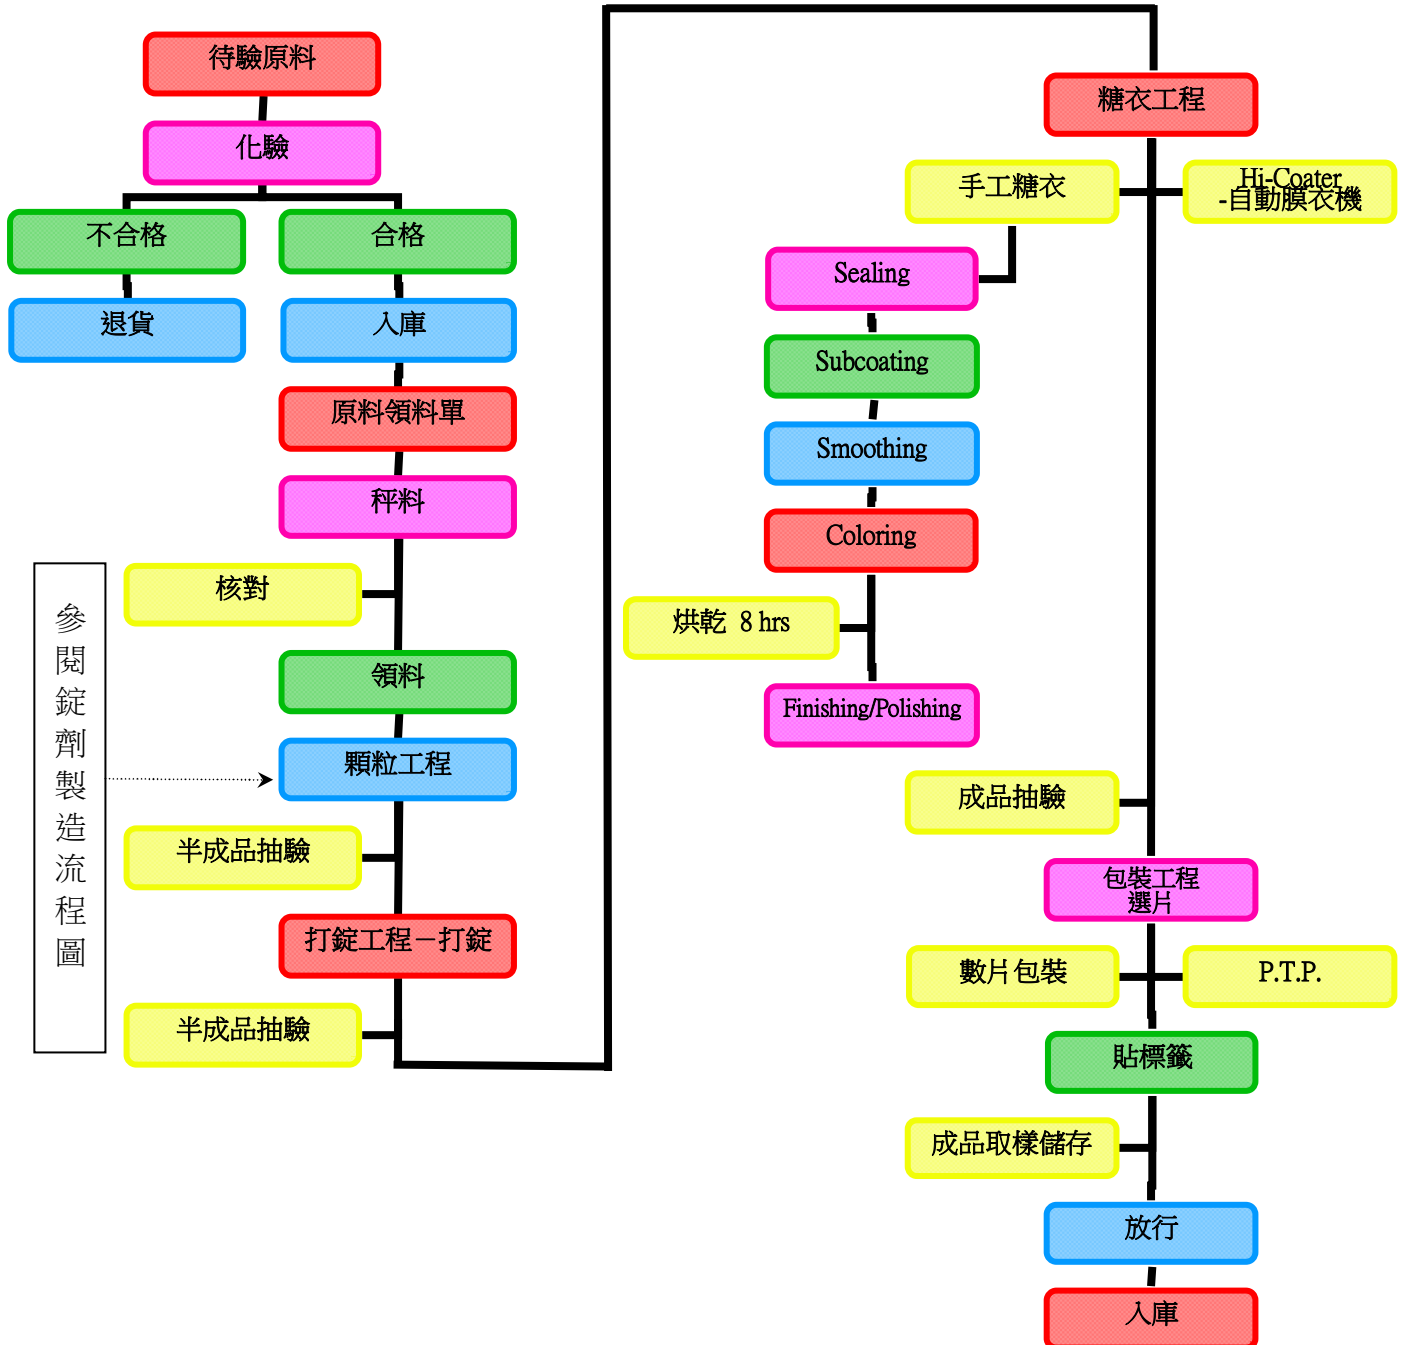 待驗原料
化驗
不合格
合格
退貨
入庫
原料領料單
秤料
核對
領料
顆粒工程
參閱錠劑製造流程圖
半成品抽驗
打錠工程－打錠
半成品抽驗
糖衣工程
手工糖衣
Hi-Coater
-自動膜衣機
Sealing
Subcoating
Smoothing
Coloring
烘乾 8 hrs
Finishing/Polishing
成品抽驗
包裝工程
選片
數片包裝
P.T.P.
貼標籤
成品取樣儲存
放行
入庫